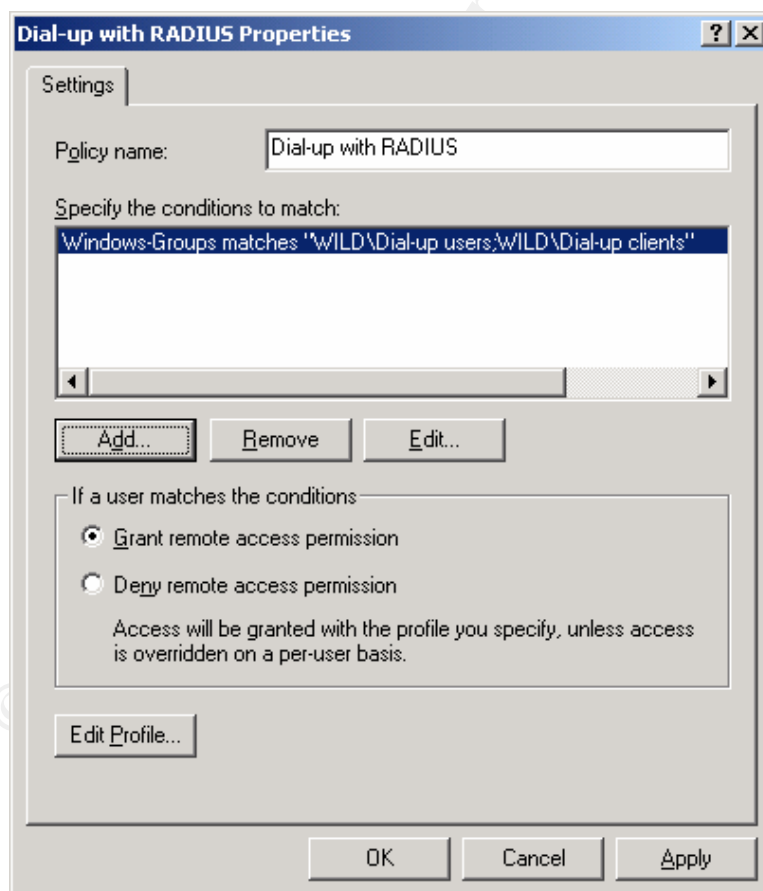 Dial-up with RADIUS Properties
Settings
Policy name:
Dial-up with RADIUS
Specify the conditions to match:
Windows-Groups matches "WILD\Dial-up users;WILD\Dial-up clients"
Add...
Remove
Edit...
If a user matches the conditions
Grant remote access permission
Deny remote access permission
Access will be granted with the profile you specify, unless access
is overridden on a per-user basis.
Edit Profile...
OK
Cancel
Apply